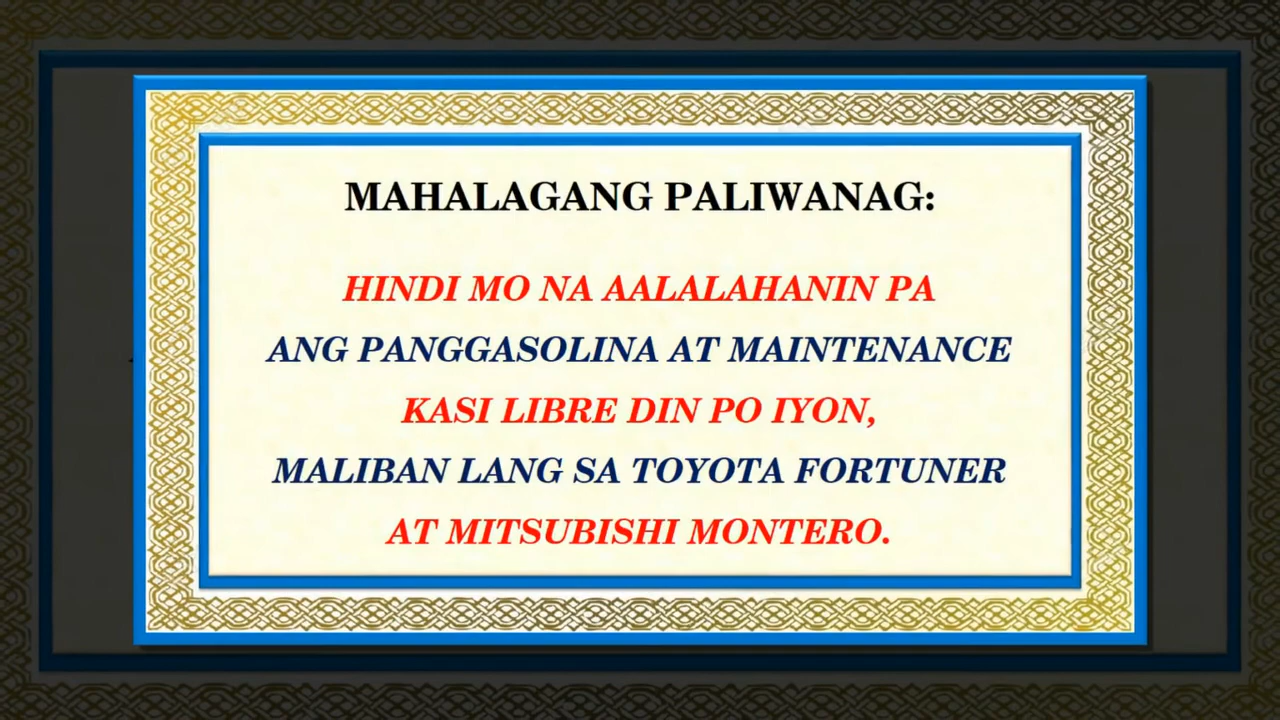 MAHALAGANG PALIWANAG:
HINDI MO NA AALALAHANIN PA
ANG PANGGASOLINA AT MAINTENANCE
KASI LIBRE DIN PO IYON,
MALIBAN LANG SA TOYOTA FORTUNER
AT MITSUBISHI MONTERO.